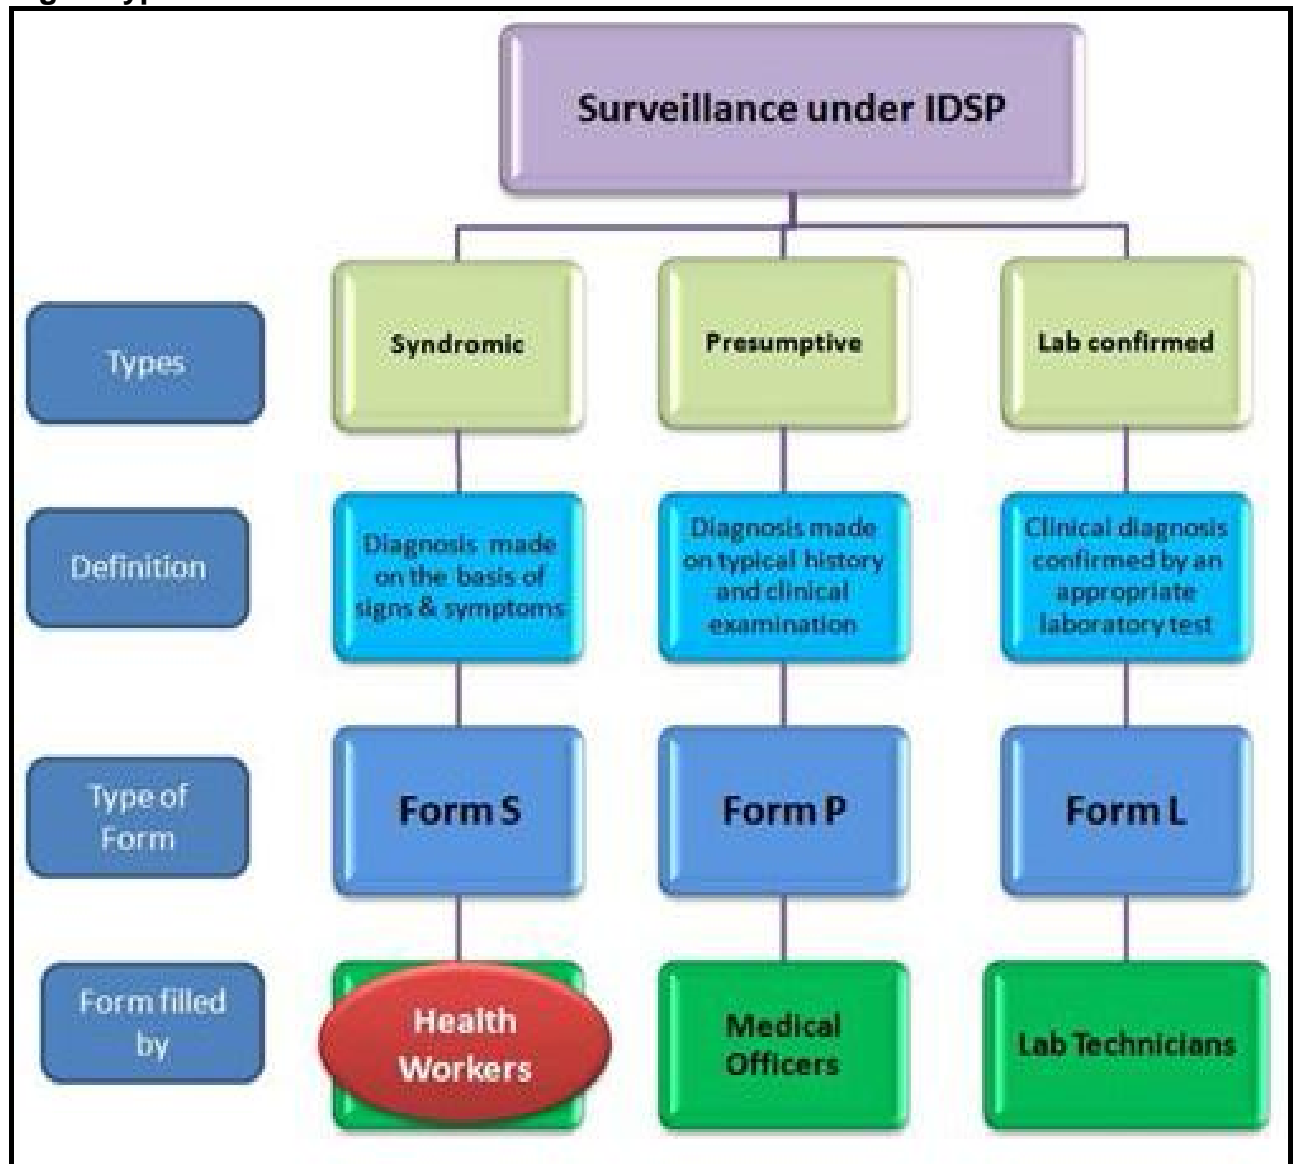 Surveillance under IDSP
Types
Syndromic
Presumptive
Lab confirmed
Definition
Diagnosis made
on the basis of
signs & symptoms
Diagnosis made
on typical history
and clinical
examination
Clinical diagnosis
confirmed by an
appropriate
laboratory test
Type of
Form
Form S
Form P
Form L
Form filled
by
Health
Workers
Medical
Officers
Lab Technicians